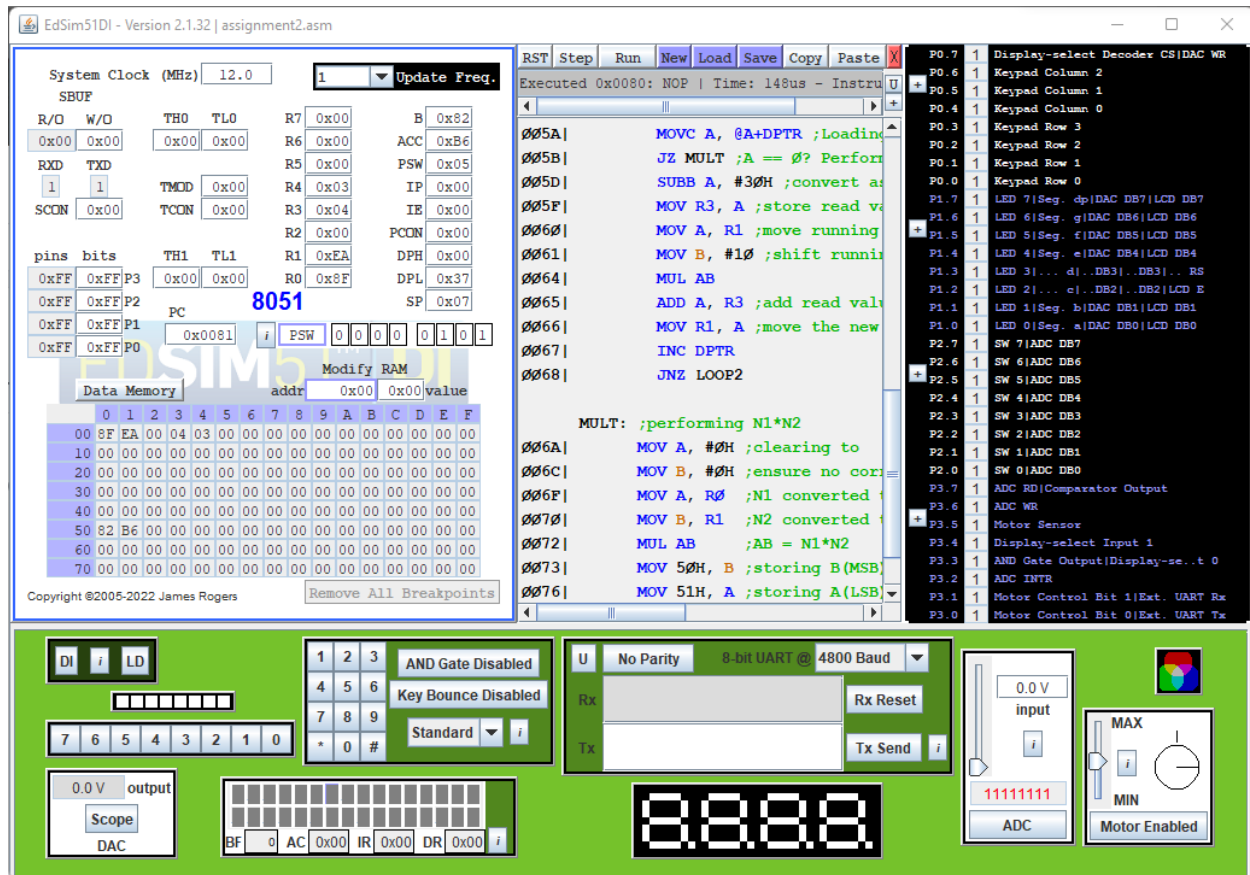 EdSim51DI - Version 2.1.32 | assignment2.asm
System Clock (MHz) 12.0
1 Update Freq.
SBUF
R/O W/O TH0 TL0 R7 0x00 B 0x82
0x00 0x00 0x00 0x00 R6 0x00 ACC 0xB6
RXD TXD R5 0x00 PSW 0x05
1 1 TMOD 0x00 R4 0x03 IP 0x00
SCON 0x00 TCON 0x00 R3 0x04 IE 0x00
R2 0x00 PCON 0x00
pins bits TH1 TL1 R1 0xEA DPH 0x00
0xFF 0xFF P3 0x00 0x00 R0 0x8F DPL 0x37
0xFF 0xFF P2 8051 SP 0x07
0xFF 0xFF P1 PC
0xFF 0xFF P0 0x0081 i PSW 0 0 0 0 0 1 0 1
EDSIM51DI
Modify RAM
Data Memory addr 0x00 0x00 value
0 1 2 3 4 5 6 7 8 9 A B C D E F
00 8F EA 00 04 03 00 00 00 00 00 00 00 00 00 00 00
10 00 00 00 00 00 00 00 00 00 00 00 00 00 00 00 00
20 00 00 00 00 00 00 00 00 00 00 00 00 00 00 00 00
30 00 00 00 00 00 00 00 00 00 00 00 00 00 00 00 00
40 00 00 00 00 00 00 00 00 00 00 00 00 00 00 00 00
50 82 B6 00 00 00 00 00 00 00 00 00 00 00 00 00 00
60 00 00 00 00 00 00 00 00 00 00 00 00 00 00 00 00
70 00 00 00 00 00 00 00 00 00 00 00 00 00 00 00 00
Copyright ©2005-2022 James Rogers Remove All Breakpoints
RST Step Run New Load Save Copy Paste X
Executed 0x0080: NOP | Time: 148us - Instru U
+
ØØ5A| MOVC A, @A+DPTR ;Loading
ØØ5B| JZ MULT ;A == Ø? Perform
ØØ5D| SUBB A, #3ØH ;convert as
ØØ5F| MOV R3, A ;store read va
ØØ6Ø| MOV A, R1 ;move running
ØØ61| MOV B, #1Ø ;shift runnin
ØØ64| MUL AB
ØØ65| ADD A, R3 ;add read valu
ØØ66| MOV R1, A ;move the new
ØØ67| INC DPTR
ØØ68| JNZ LOOP2
MULT: ;performing N1*N2
ØØ6A| MOV A, #ØH ;clearing to
ØØ6C| MOV B, #ØH ;ensure no cor
ØØ6F| MOV A, RØ ;N1 converted t
ØØ7Ø| MOV B, R1 ;N2 converted t
ØØ72| MUL AB ;AB = N1*N2
ØØ73| MOV 5ØH, B ;storing B(MSB)
ØØ76| MOV 51H, A ;storing A(LSB)
P0.7 1 Display-select Decoder CS|DAC WR
P0.6 1 Keypad Column 2
+ P0.5 1 Keypad Column 1
P0.4 1 Keypad Column 0
P0.3 1 Keypad Row 3
P0.2 1 Keypad Row 2
P0.1 1 Keypad Row 1
P0.0 1 Keypad Row 0
P1.7 1 LED 7|Seg. dp|DAC DB7|LCD DB7
P1.6 1 LED 6|Seg. g|DAC DB6|LCD DB6
+ P1.5 1 LED 5|Seg. f|DAC DB5|LCD DB5
P1.4 1 LED 4|Seg. e|DAC DB4|LCD DB4
P1.3 1 LED 3|... d|..DB3|..DB3|.. RS
P1.2 1 LED 2|... c|..DB2|..DB2|LCD E
P1.1 1 LED 1|Seg. b|DAC DB1|LCD DB1
P1.0 1 LED 0|Seg. a|DAC DB0|LCD DB0
P2.7 1 SW 7|ADC DB7
P2.6 1 SW 6|ADC DB6
+ P2.5 1 SW 5|ADC DB5
P2.4 1 SW 4|ADC DB4
P2.3 1 SW 3|ADC DB3
P2.2 1 SW 2|ADC DB2
P2.1 1 SW 1|ADC DB1
P2.0 1 SW 0|ADC DB0
P3.7 1 ADC RD|Comparator Output
P3.6 1 ADC WR
+ P3.5 1 Motor Sensor
P3.4 1 Display-select Input 1
P3.3 1 AND Gate Output|Display-se..t 0
P3.2 1 ADC INTR
P3.1 1 Motor Control Bit 1|Ext. UART Rx
P3.0 1 Motor Control Bit 0|Ext. UART Tx
DI i LD
7 6 5 4 3 2 1 0
0.0 V output
Scope
DAC
1 2 3
4 5 6
7 8 9
* 0 #
AND Gate Disabled
Key Bounce Disabled
Standard i
BF 0 AC 0x00 IR 0x00 DR 0x00 i
U No Parity 8-bit UART @ 4800 Baud
Rx Rx Reset
Tx Tx Send i
8.8.8.8.
0.0 V
input
i
11111111
ADC
MAX
i
MIN
Motor Enabled